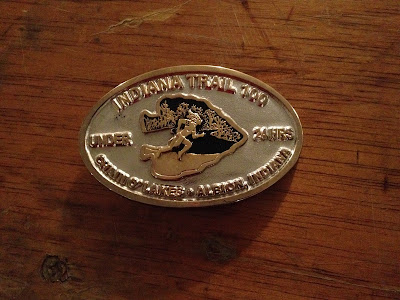 INDIANA TRAIL 100
UNDER 24HRS
CHAIN O'LAKES • ALBION, INDIANA